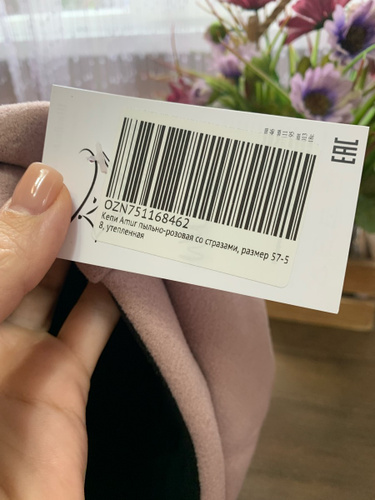 OZN751168462
Кепи Amur пыльно-розовая со стразами, размер 57-5
8, утепленная
EAC